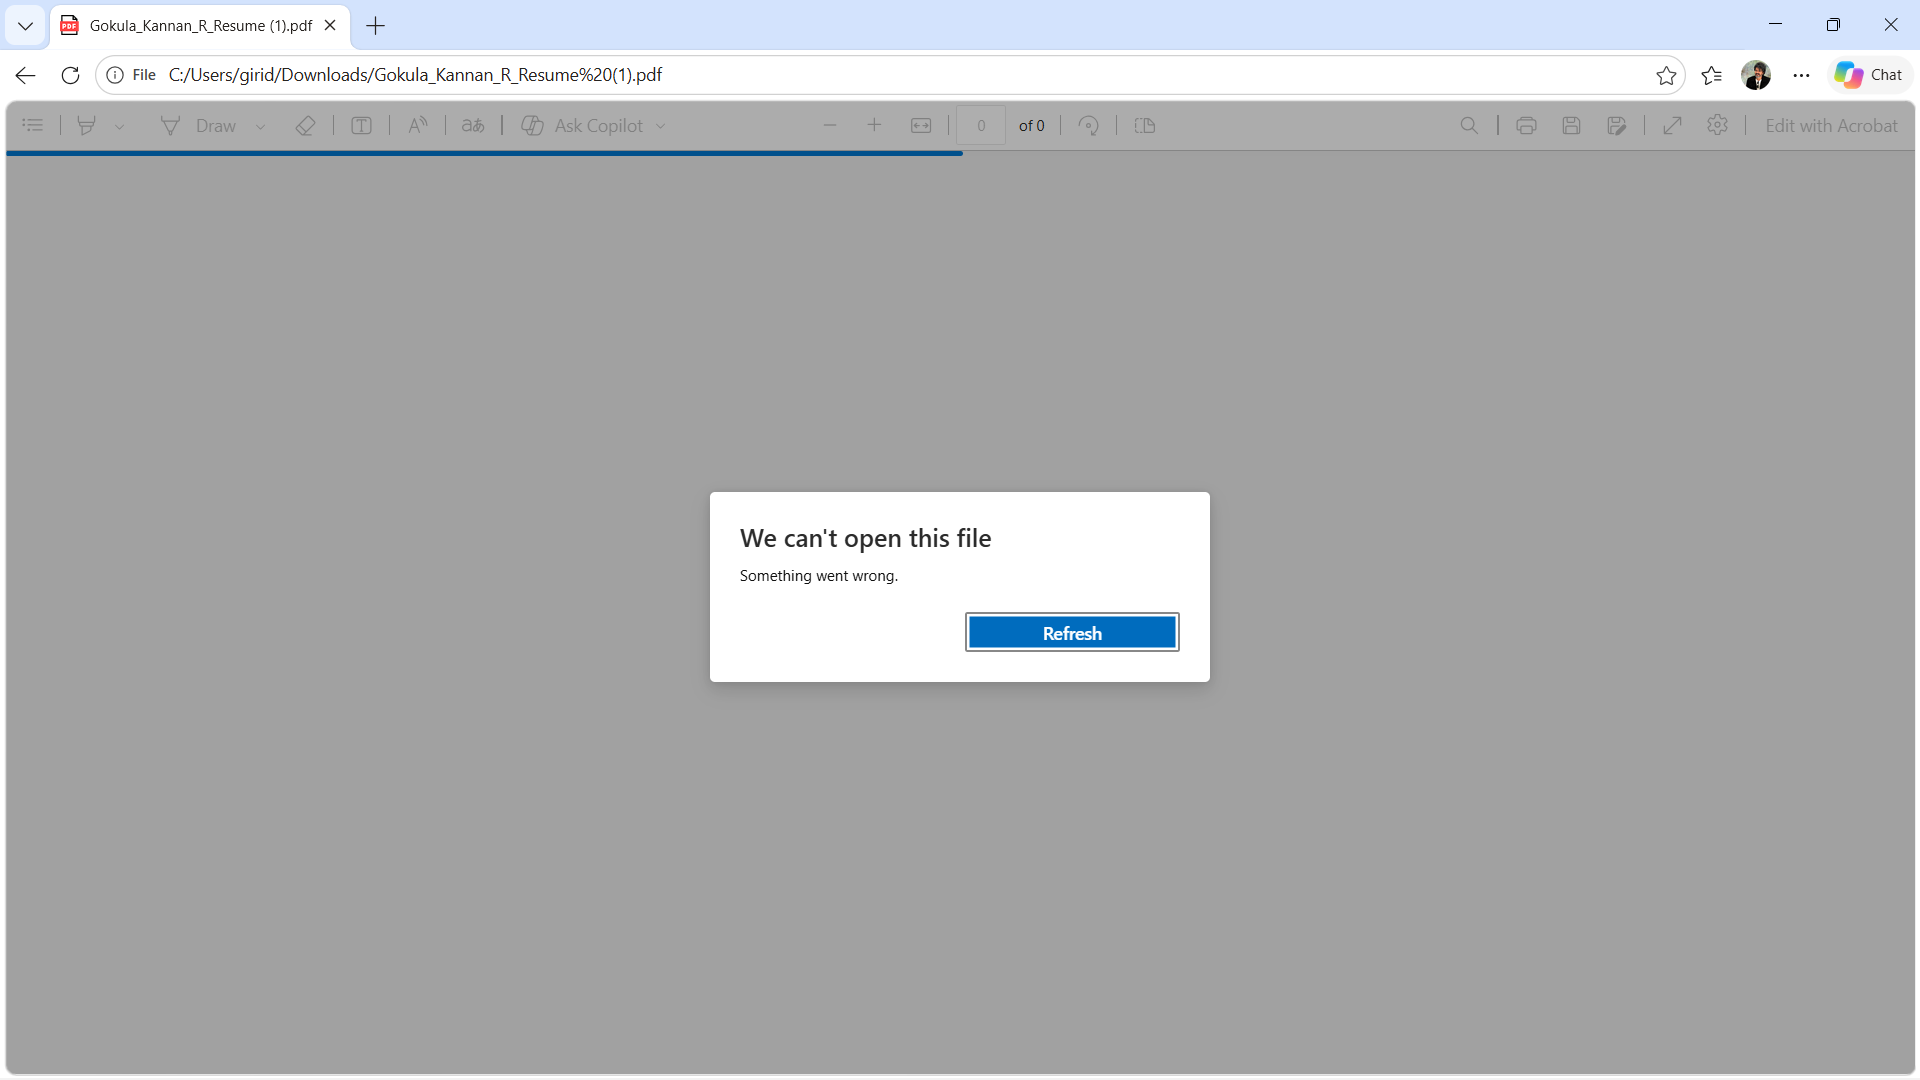 Gokula_Kannan_R_Resume (1).pdf
File C:/Users/girid/Downloads/Gokula_Kannan_R_Resume%20(1).pdf
Chat
Draw
Ask Copilot
0 of 0
Edit with Acrobat
We can't open this file
Something went wrong.
Refresh